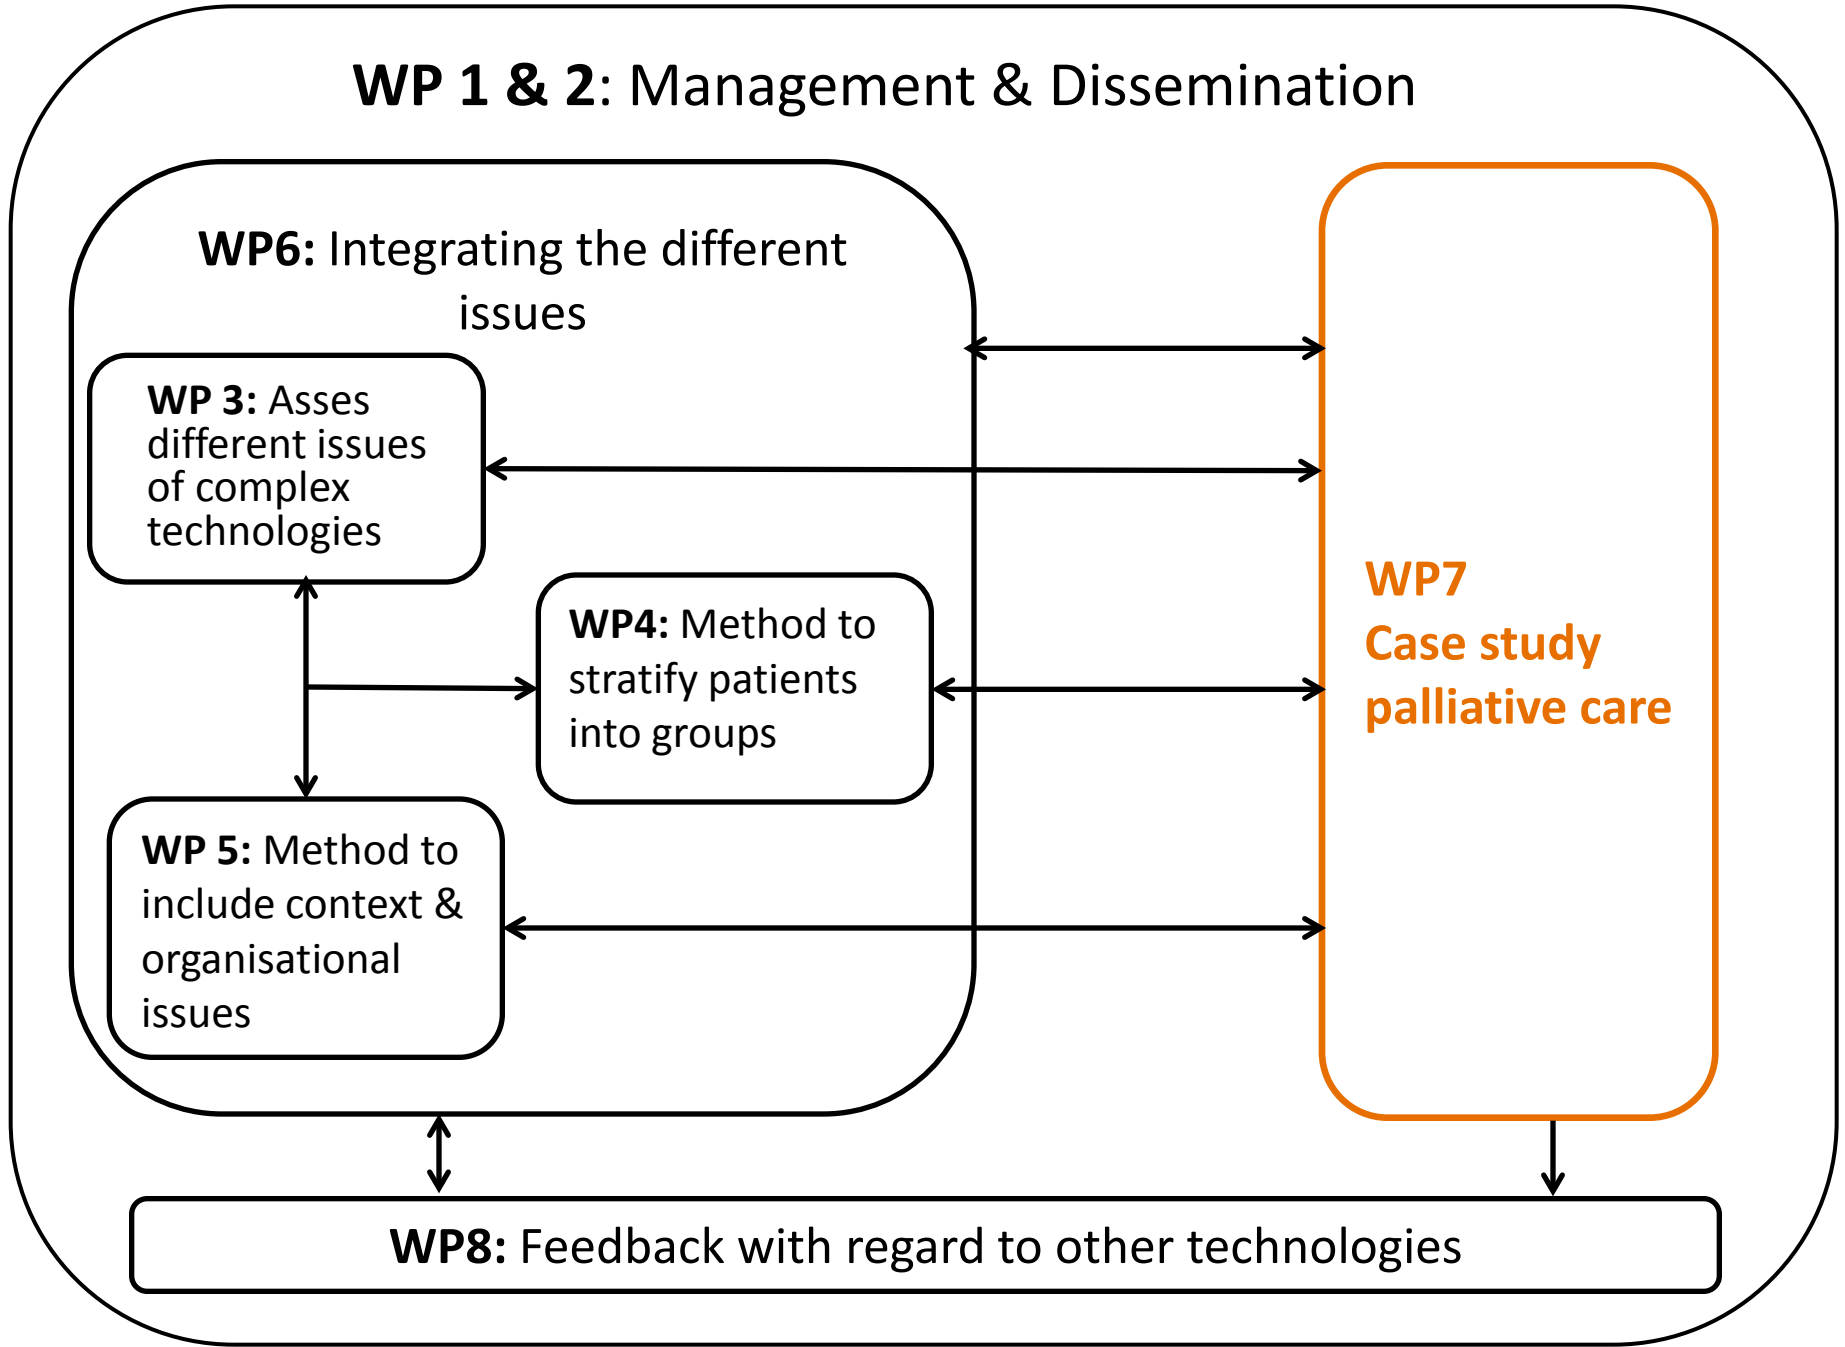 WP 1 & 2: Management & Dissemination
WP6: Integrating the different
issues
WP 3: Asses
different issues
of complex
technologies
WP4: Method to
stratify patients
into groups
WP 5: Method to
include context &
organisational
issues
WP7
Case study
palliative care
WP8: Feedback with regard to other technologies